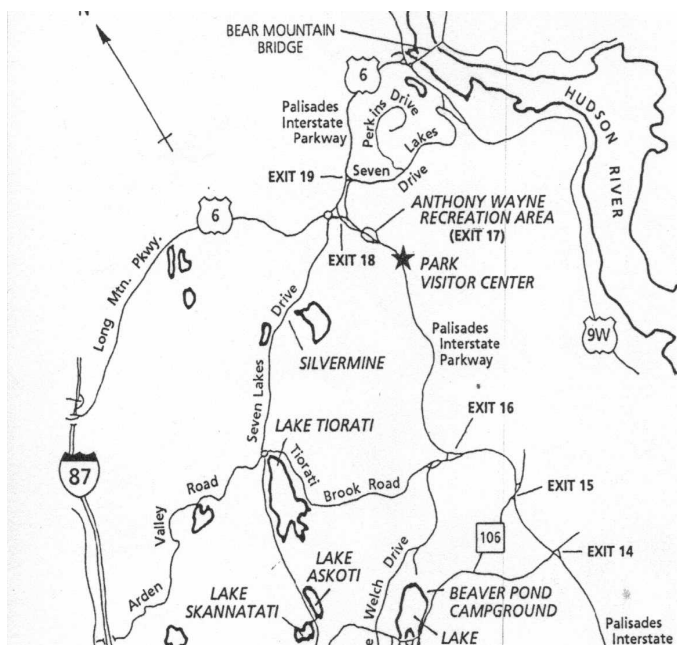 N
BEAR MOUNTAIN
BRIDGE
6
HUDSON
RIVER
Palisades
Interstate
Parkway
Perkins Drive
Seven Lakes Drive
EXIT 19
ANTHONY WAYNE
RECREATION AREA
(EXIT 17)
6
EXIT 18
PARK
VISITOR CENTER
Long Mtn. Pkwy.
Seven Lakes Drive
SILVERMINE
Palisades
Interstate
Parkway
9W
87
LAKE TIORATI
EXIT 16
Tiorati Brook Road
Arden Valley Road
EXIT 15
106
EXIT 14
LAKE
ASKOTI
LAKE
SKANNATATI
Welch Drive
BEAVER POND
CAMPGROUND
LAKE
Palisades
Interstate